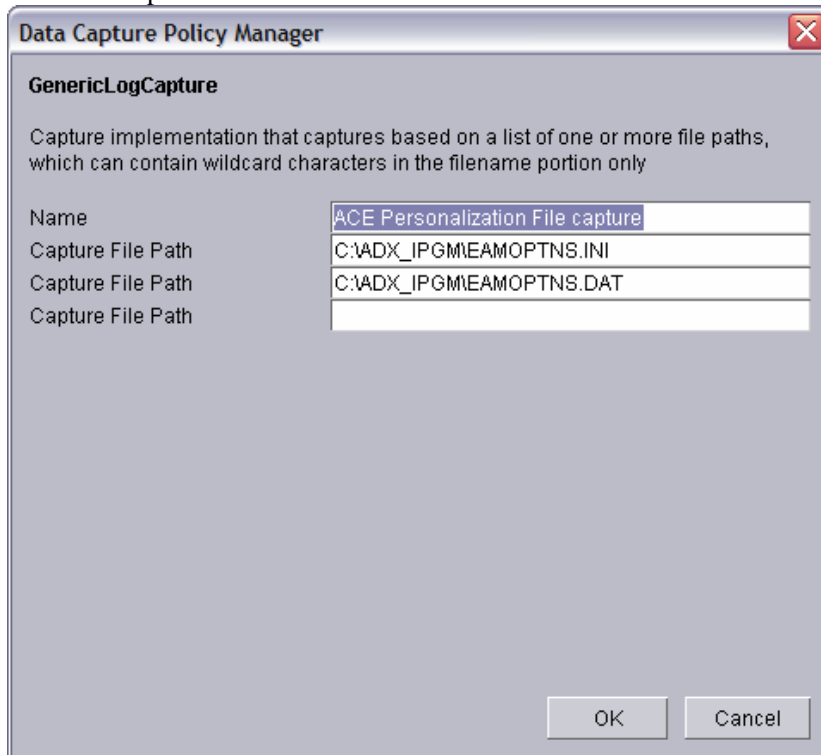 Data Capture Policy Manager
GenericLogCapture
Capture implementation that captures based on a list of one or more file paths,
which can contain wildcard characters in the filename portion only
Name ACE Personalization File capture
Capture File Path C:\ADX_IPGM\EAMOPTNS.INI
Capture File Path C:\ADX_IPGM\EAMOPTNS.DAT
Capture File Path
OK Cancel